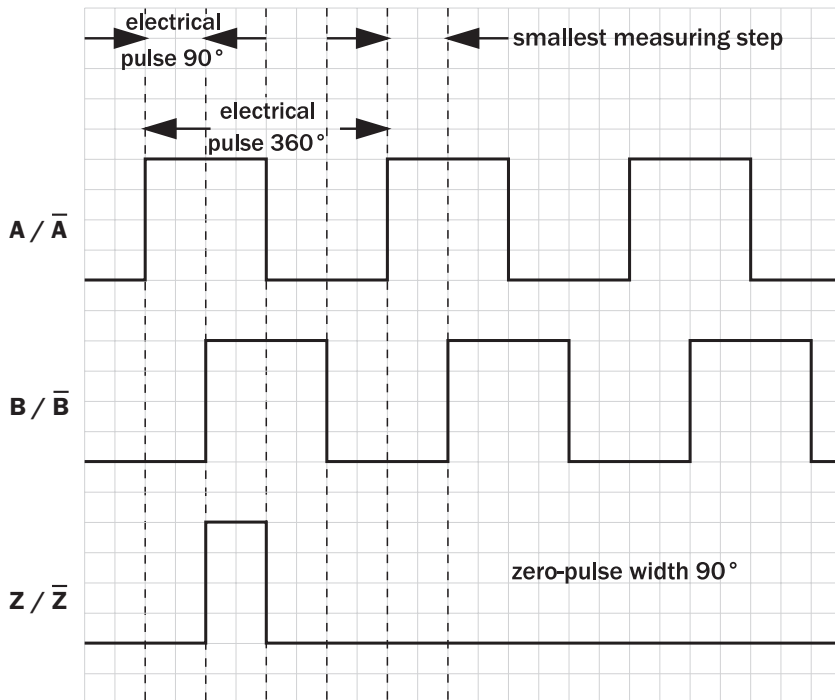 electrical
pulse 90°
smallest measuring step
electrical
pulse 360°
A / A̅
B / B̅
Z / Z̅
zero-pulse width 90°